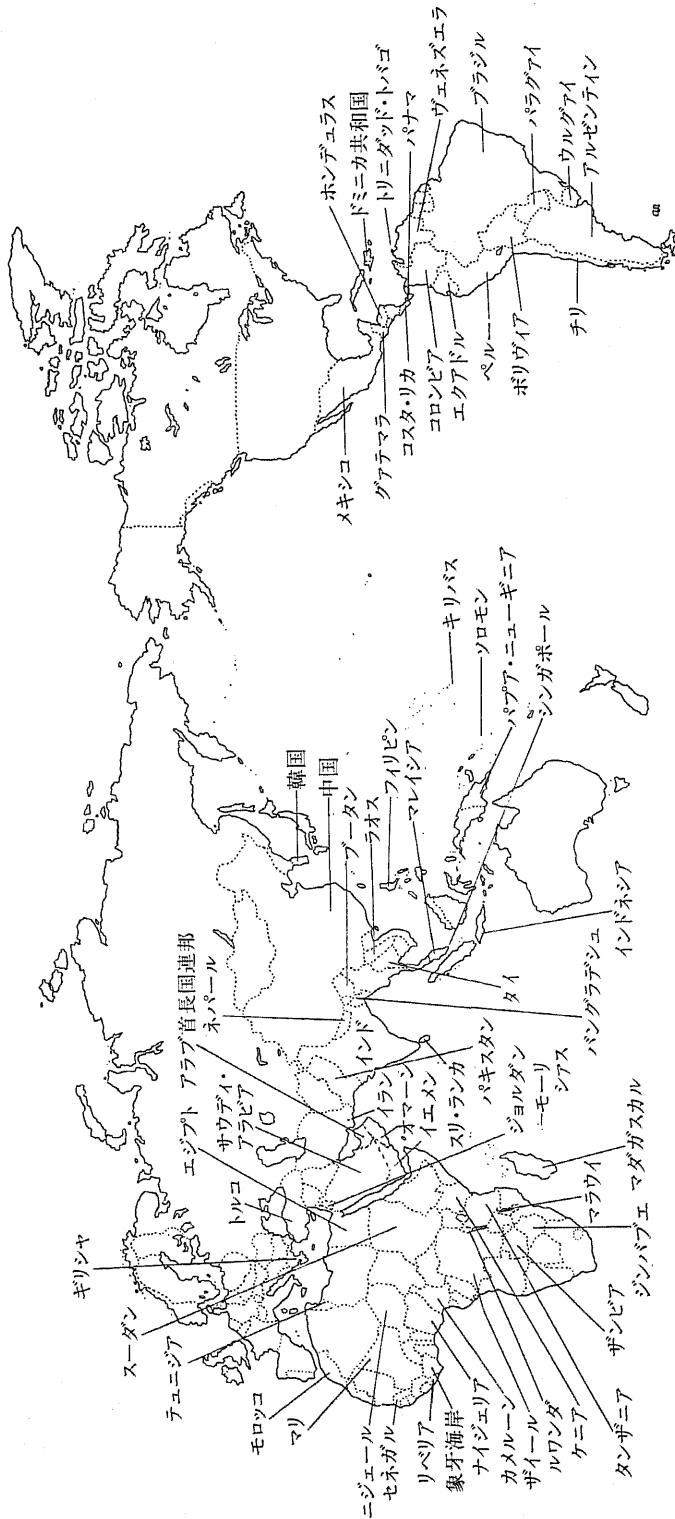 ギリシャ
スーダン
テュニジア
モロッコ
マリ
ニジェール
セネガル
リベリア
象牙海岸
ナイジェリア
カメルーン
ザイール
ルワンダ
ケニア
タンザニア
ザンビア
ジンバブエ
マラウイ
マダガスカル
モーリ
シアス
ジョルダン
トルコ
エジプト
サウディ・
アラビア
アラブ首長国連邦
ネパール
イラン
オマーン
イエメン
インド
スリ・ランカ
パキスタン
バングラデシュ
タイ
インドネシア
韓国
中国
ブータン
ラオス
フィリピン
マレイシア
シンガポール
パプア・ニューギニア
ソロモン
キリバス
メキシコ
グァテマラ
コスタ・リカ
コロンビア
エクアドル
ペルー
ボリヴィア
チリ
ホンデュラス
ドミニカ共和国
トリニダッド・トバゴ
パナマ
ヴェネズエラ
ブラジル
パラグァイ
ウルグァイ
アルゼンティン